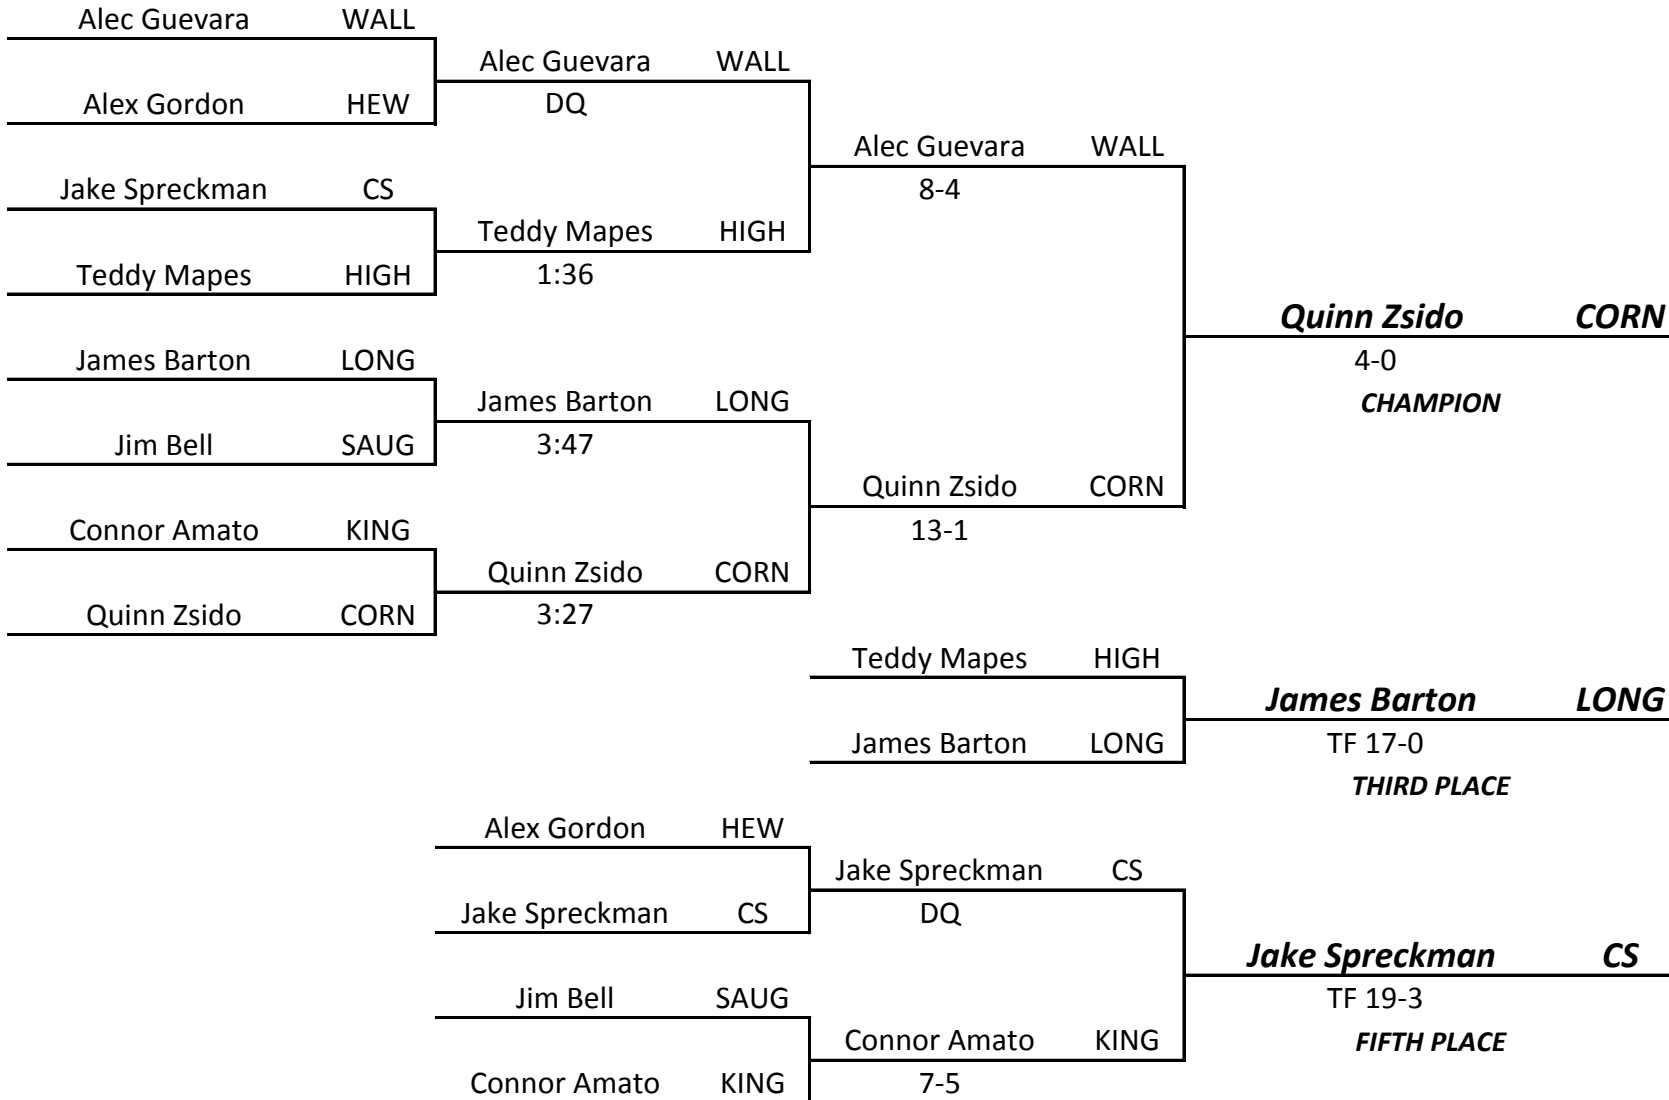 Alec Guevara WALL
Alec Guevara WALL
Alex Gordon HEW
DQ
Alec Guevara WALL
Jake Spreckman CS
8-4
Teddy Mapes HIGH
Teddy Mapes HIGH
1:36
Quinn Zsido CORN
James Barton LONG
4-0
James Barton LONG
CHAMPION
Jim Bell SAUG
3:47
Quinn Zsido CORN
Connor Amato KING
13-1
Quinn Zsido CORN
Quinn Zsido CORN
3:27
Teddy Mapes HIGH
James Barton LONG
James Barton LONG
TF 17-0
THIRD PLACE
Alex Gordon HEW
Jake Spreckman CS
Jake Spreckman CS
DQ
Jake Spreckman CS
Jim Bell SAUG
TF 19-3
Connor Amato KING
FIFTH PLACE
Connor Amato KING
7-5